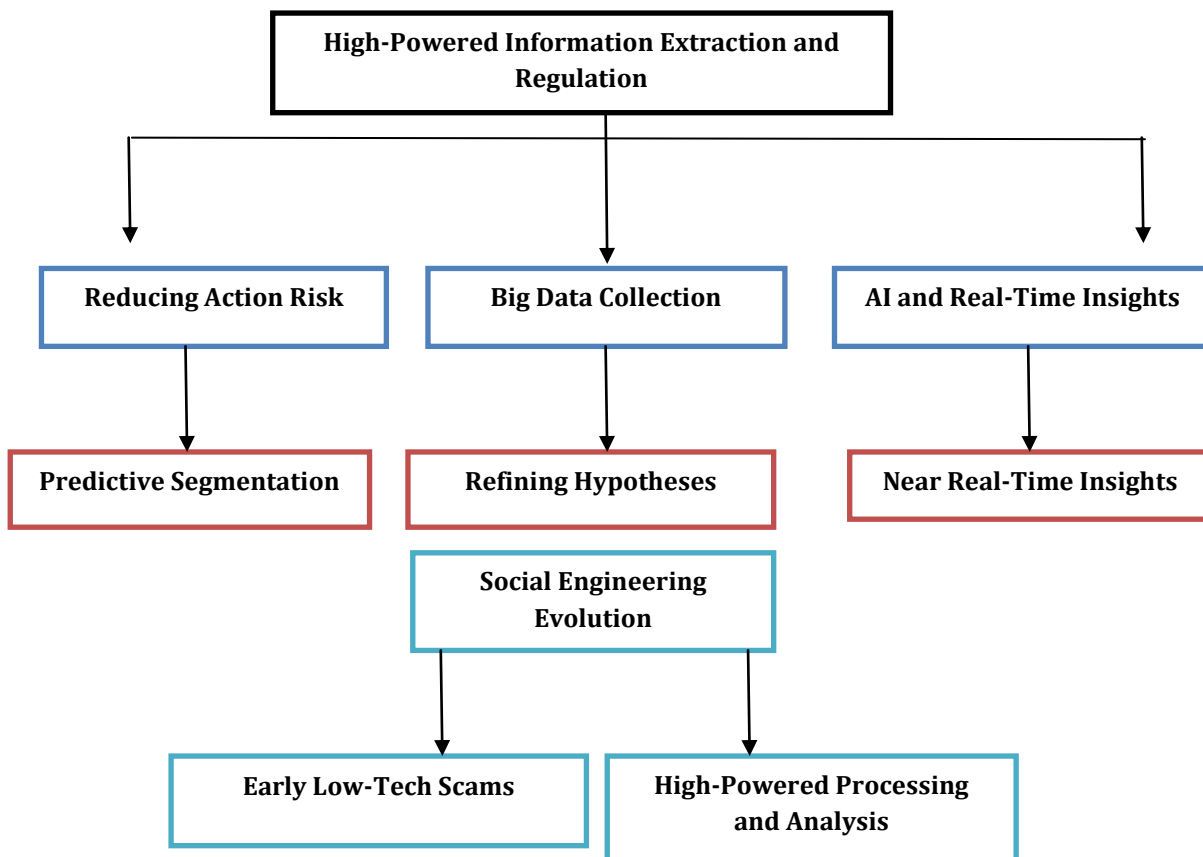 High-Powered Information Extraction and
Regulation
Reducing Action Risk
Big Data Collection
AI and Real-Time Insights
Predictive Segmentation
Refining Hypotheses
Near Real-Time Insights
Social Engineering
Evolution
Early Low-Tech Scams
High-Powered Processing
and Analysis